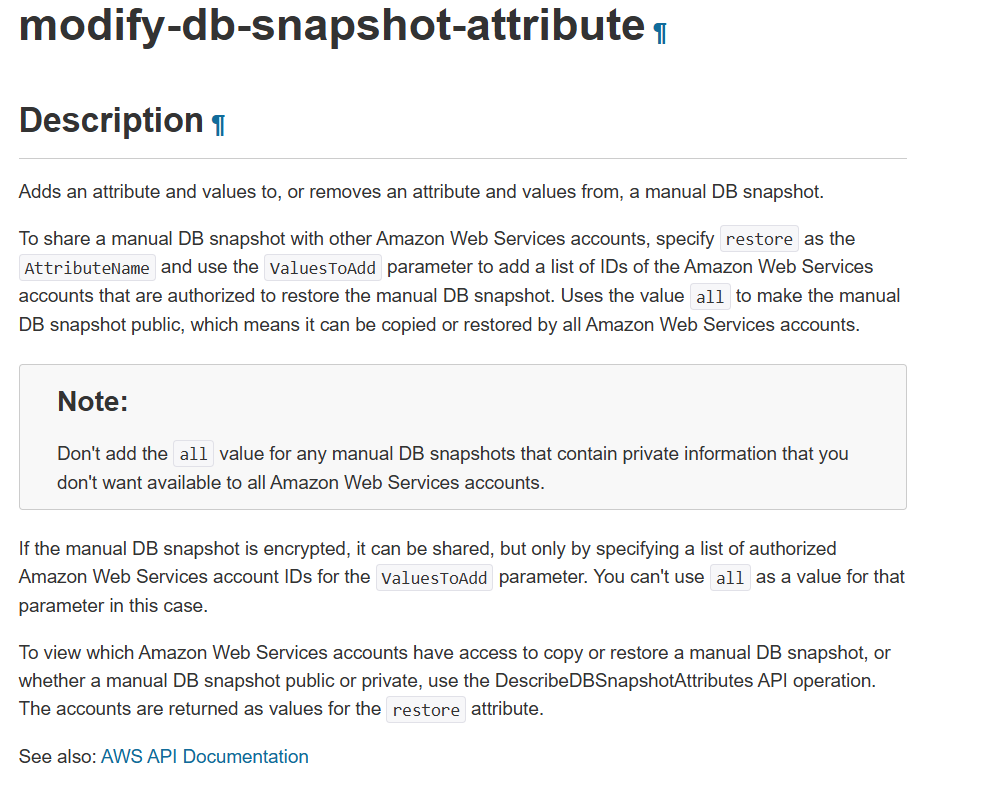 modify-db-snapshot-attribute ¶
Description ¶
Adds an attribute and values to, or removes an attribute and values from, a manual DB snapshot.
To share a manual DB snapshot with other Amazon Web Services accounts, specify restore as the
AttributeName and use the ValuesToAdd parameter to add a list of IDs of the Amazon Web Services
accounts that are authorized to restore the manual DB snapshot. Uses the value all to make the manual
DB snapshot public, which means it can be copied or restored by all Amazon Web Services accounts.
Note:
Don't add the all value for any manual DB snapshots that contain private information that you
don't want available to all Amazon Web Services accounts.
If the manual DB snapshot is encrypted, it can be shared, but only by specifying a list of authorized
Amazon Web Services account IDs for the ValuesToAdd parameter. You can't use all as a value for that
parameter in this case.
To view which Amazon Web Services accounts have access to copy or restore a manual DB snapshot, or
whether a manual DB snapshot public or private, use the DescribeDBSnapshotAttributes API operation.
The accounts are returned as values for the restore attribute.
See also: AWS API Documentation